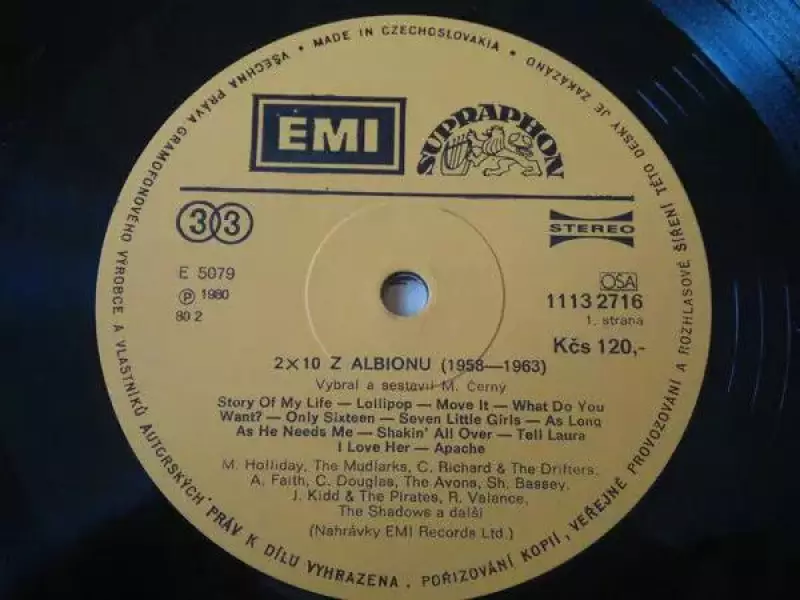 VŠECHNA PRÁVA GRAMOFONOVÉHO VÝROBCE A VLASTNÍKŮ AUTORSKÝCH PRÁV K DÍLU VYHRAZENA. POŘIZOVÁNÍ KOPIÍ, VEŘEJNÉ PROVOZOVÁNÍ A ROZHLASOVÉ ŠÍŘENÍ TÉTO DESKY JE ZAKÁZÁNO • MADE IN CZECHOSLOVAKIA •
EMI
SUPRAPHON
33
STEREO
E 5079
Ⓟ 1980
80 2
OSA
1113 2716
1. strana
Kčs 120,-
2×10 Z ALBIONU (1958—1963)
Vybral a sestavil M. Černý
Story Of My Life — Lollipop — Move It — What Do You
Want? — Only Sixteen — Seven Little Girls — As Long
As He Needs Me — Shakin' All Over — Tell Laura
I Love Her — Apache
M. Holliday, The Mudlarks, C. Richard & The Drifters,
A. Faith, C. Douglas, The Avons, Sh. Bassey,
J. Kidd & The Pirates, R. Valance,
The Shadows a další
(Nahrávky EMI Records Ltd.)